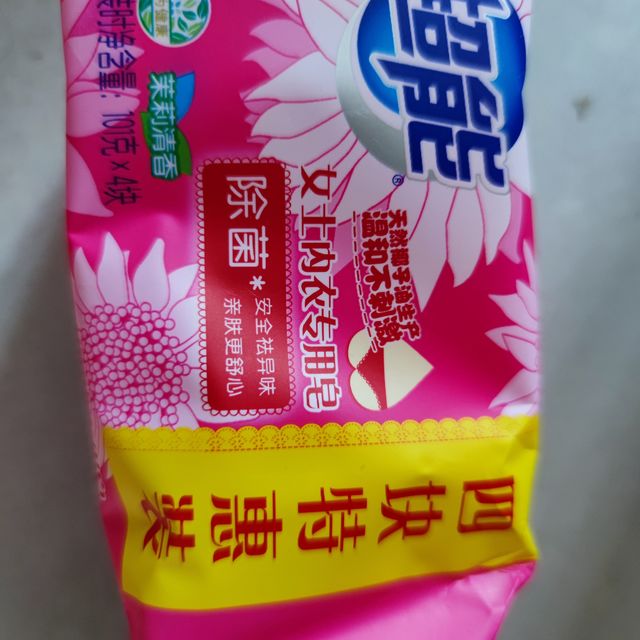 超能
®
天然椰子油生产
温和不刺激
女士内衣专用皂
除菌*
安全祛异味
亲肤更舒心
茉莉清香
装时净含量：101克×4块
四块特惠装